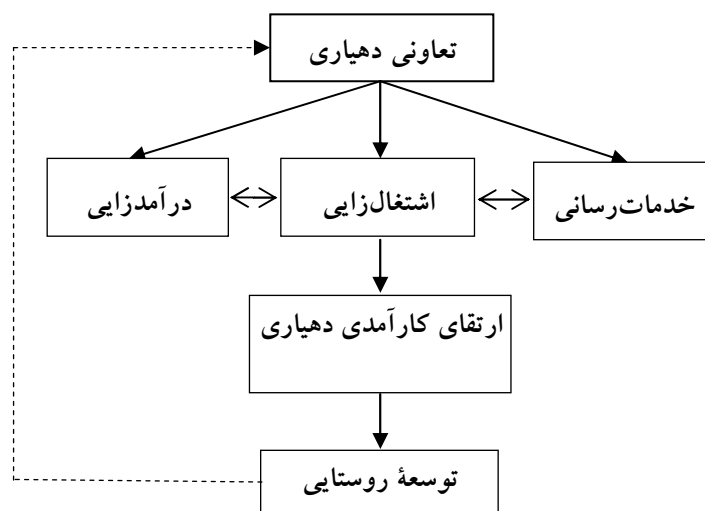 تعاونی دهیاری
خدمات‌رسانی
اشتغال‌زایی
درآمدزایی
ارتقای کارآمدی دهیاری
توسعهٔ روستایی